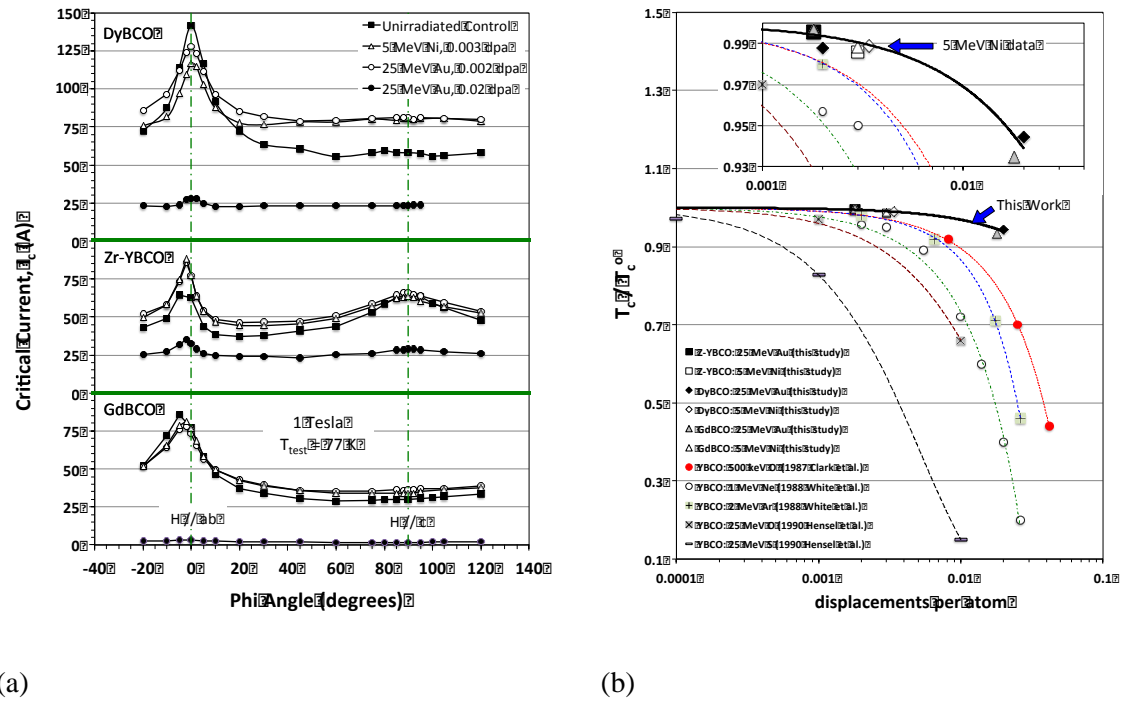 DyBCO
Unirradiated Control
5 MeV Ni, 0.003 dpa
25 MeV Au, 0.002 dpa
25 MeV Au, 0.02 dpa
150
125
100
75
50
25
0
Zr-YBCO
75
50
25
0
GdBCO
1 Tesla
T_test = 77 K
75
50
25
0
H // ab
H // c
-40 -20 0 20 40 60 80 100 120 140
Critical Current, I_c (A)
Phi Angle (degrees)
(a)
1.5
1.3
1.1
0.9
0.7
0.5
0.3
0.1
0.99
0.97
0.95
0.93
0.001
0.01
5 MeV Ni data
This Work
T_c / T_c^o
Z-YBCO: 25 MeV Au (this study)
Z-YBCO: 5 MeV Ni (this study)
DyBCO: 25 MeV Au (this study)
DyBCO: 5 MeV Ni (this study)
GdBCO: 25 MeV Au (this study)
GdBCO: 5 MeV Ni (this study)
YBCO: 500 keV O (1987 Clark et al.)
YBCO: 1 MeV Ne (1988 White et al.)
YBCO: 2 MeV Ar (1988 White et al.)
YBCO: 25 MeV O (1990 Hensel et al.)
YBCO: 25 MeV S (1990 Hensel et al.)
0.0001 0.001 0.01 0.1
displacements per atom
(b)